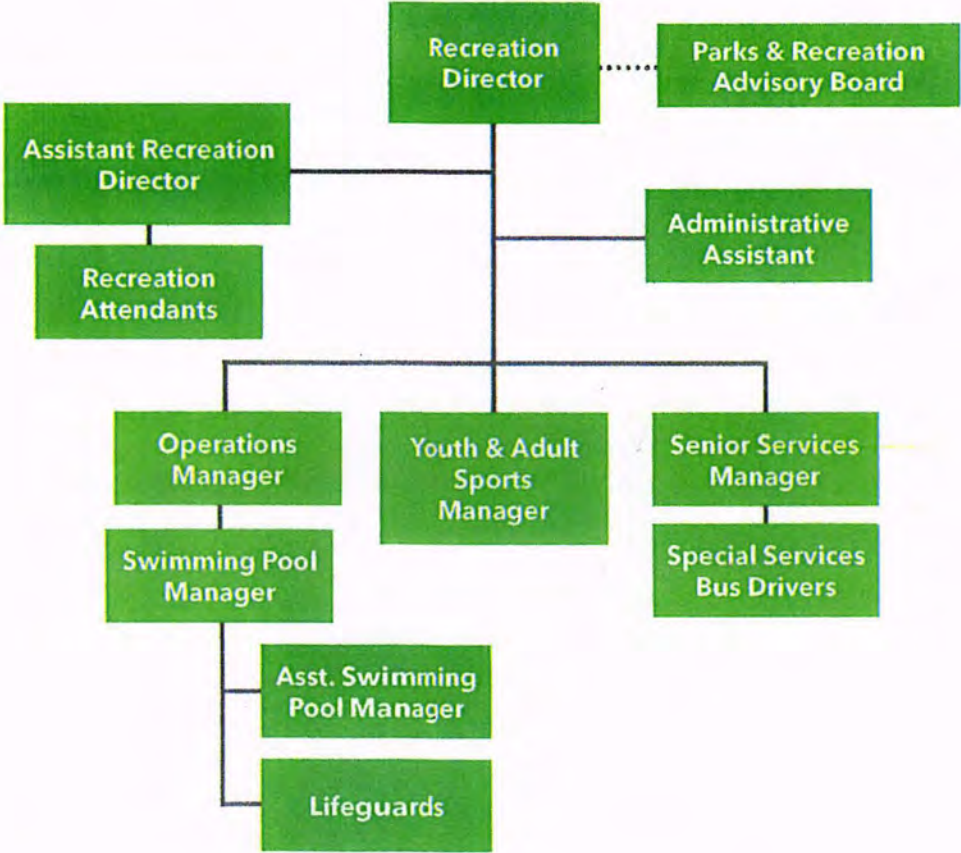 Recreation
Director
Parks & Recreation
Advisory Board
Assistant Recreation
Director
Recreation
Attendants
Administrative
Assistant
Operations
Manager
Youth & Adult
Sports
Manager
Senior Services
Manager
Swimming Pool
Manager
Special Services
Bus Drivers
Asst. Swimming
Pool Manager
Lifeguards